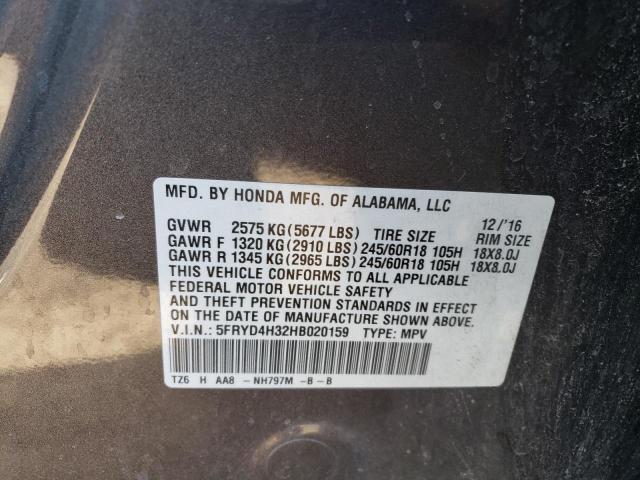 MFD. BY HONDA MFG. OF ALABAMA, LLC
12/'16
GVWR 2575 KG (5677 LBS) TIRE SIZE RIM SIZE
GAWR F 1320 KG (2910 LBS) 245/60R18 105H 18X8.0J
GAWR R 1345 KG (2965 LBS) 245/60R18 105H 18X8.0J
THIS VEHICLE CONFORMS TO ALL APPLICABLE
FEDERAL MOTOR VEHICLE SAFETY
AND THEFT PREVENTION STANDARDS IN EFFECT
ON THE DATE OF MANUFACTURE SHOWN ABOVE.
V.I.N.: 5FRYD4H32HB020159 TYPE: MPV
TZ6 H AA8 -NH797M -B-B